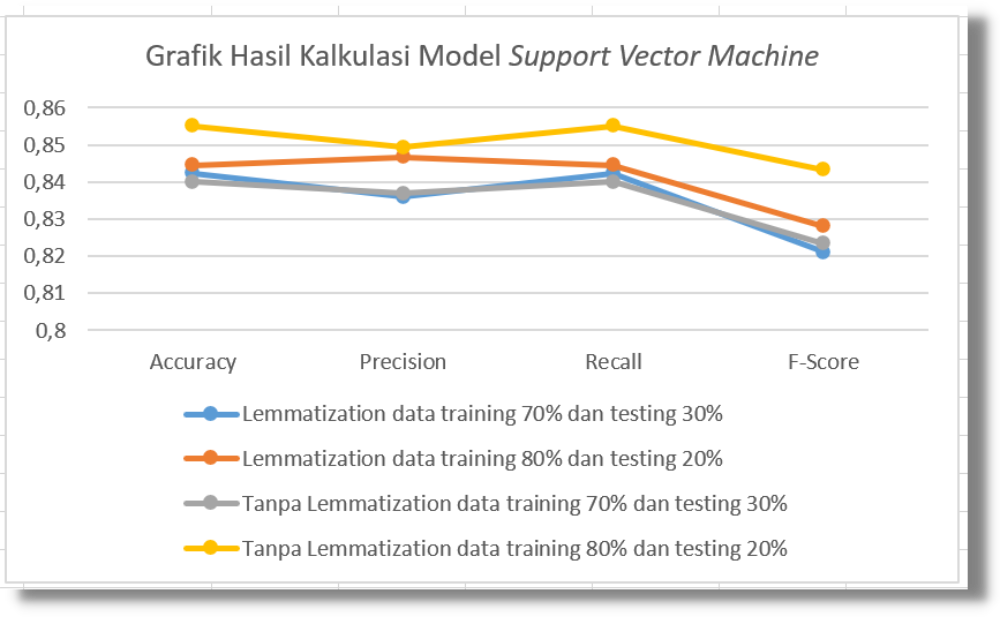 Grafik Hasil Kalkulasi Model Support Vector Machine
0,86
0,85
0,84
0,83
0,82
0,81
0,8
Accuracy Precision Recall F-Score
Lemmatization data training 70% dan testing 30%
Lemmatization data training 80% dan testing 20%
Tanpa Lemmatization data training 70% dan testing 30%
Tanpa Lemmatization data training 80% dan testing 20%